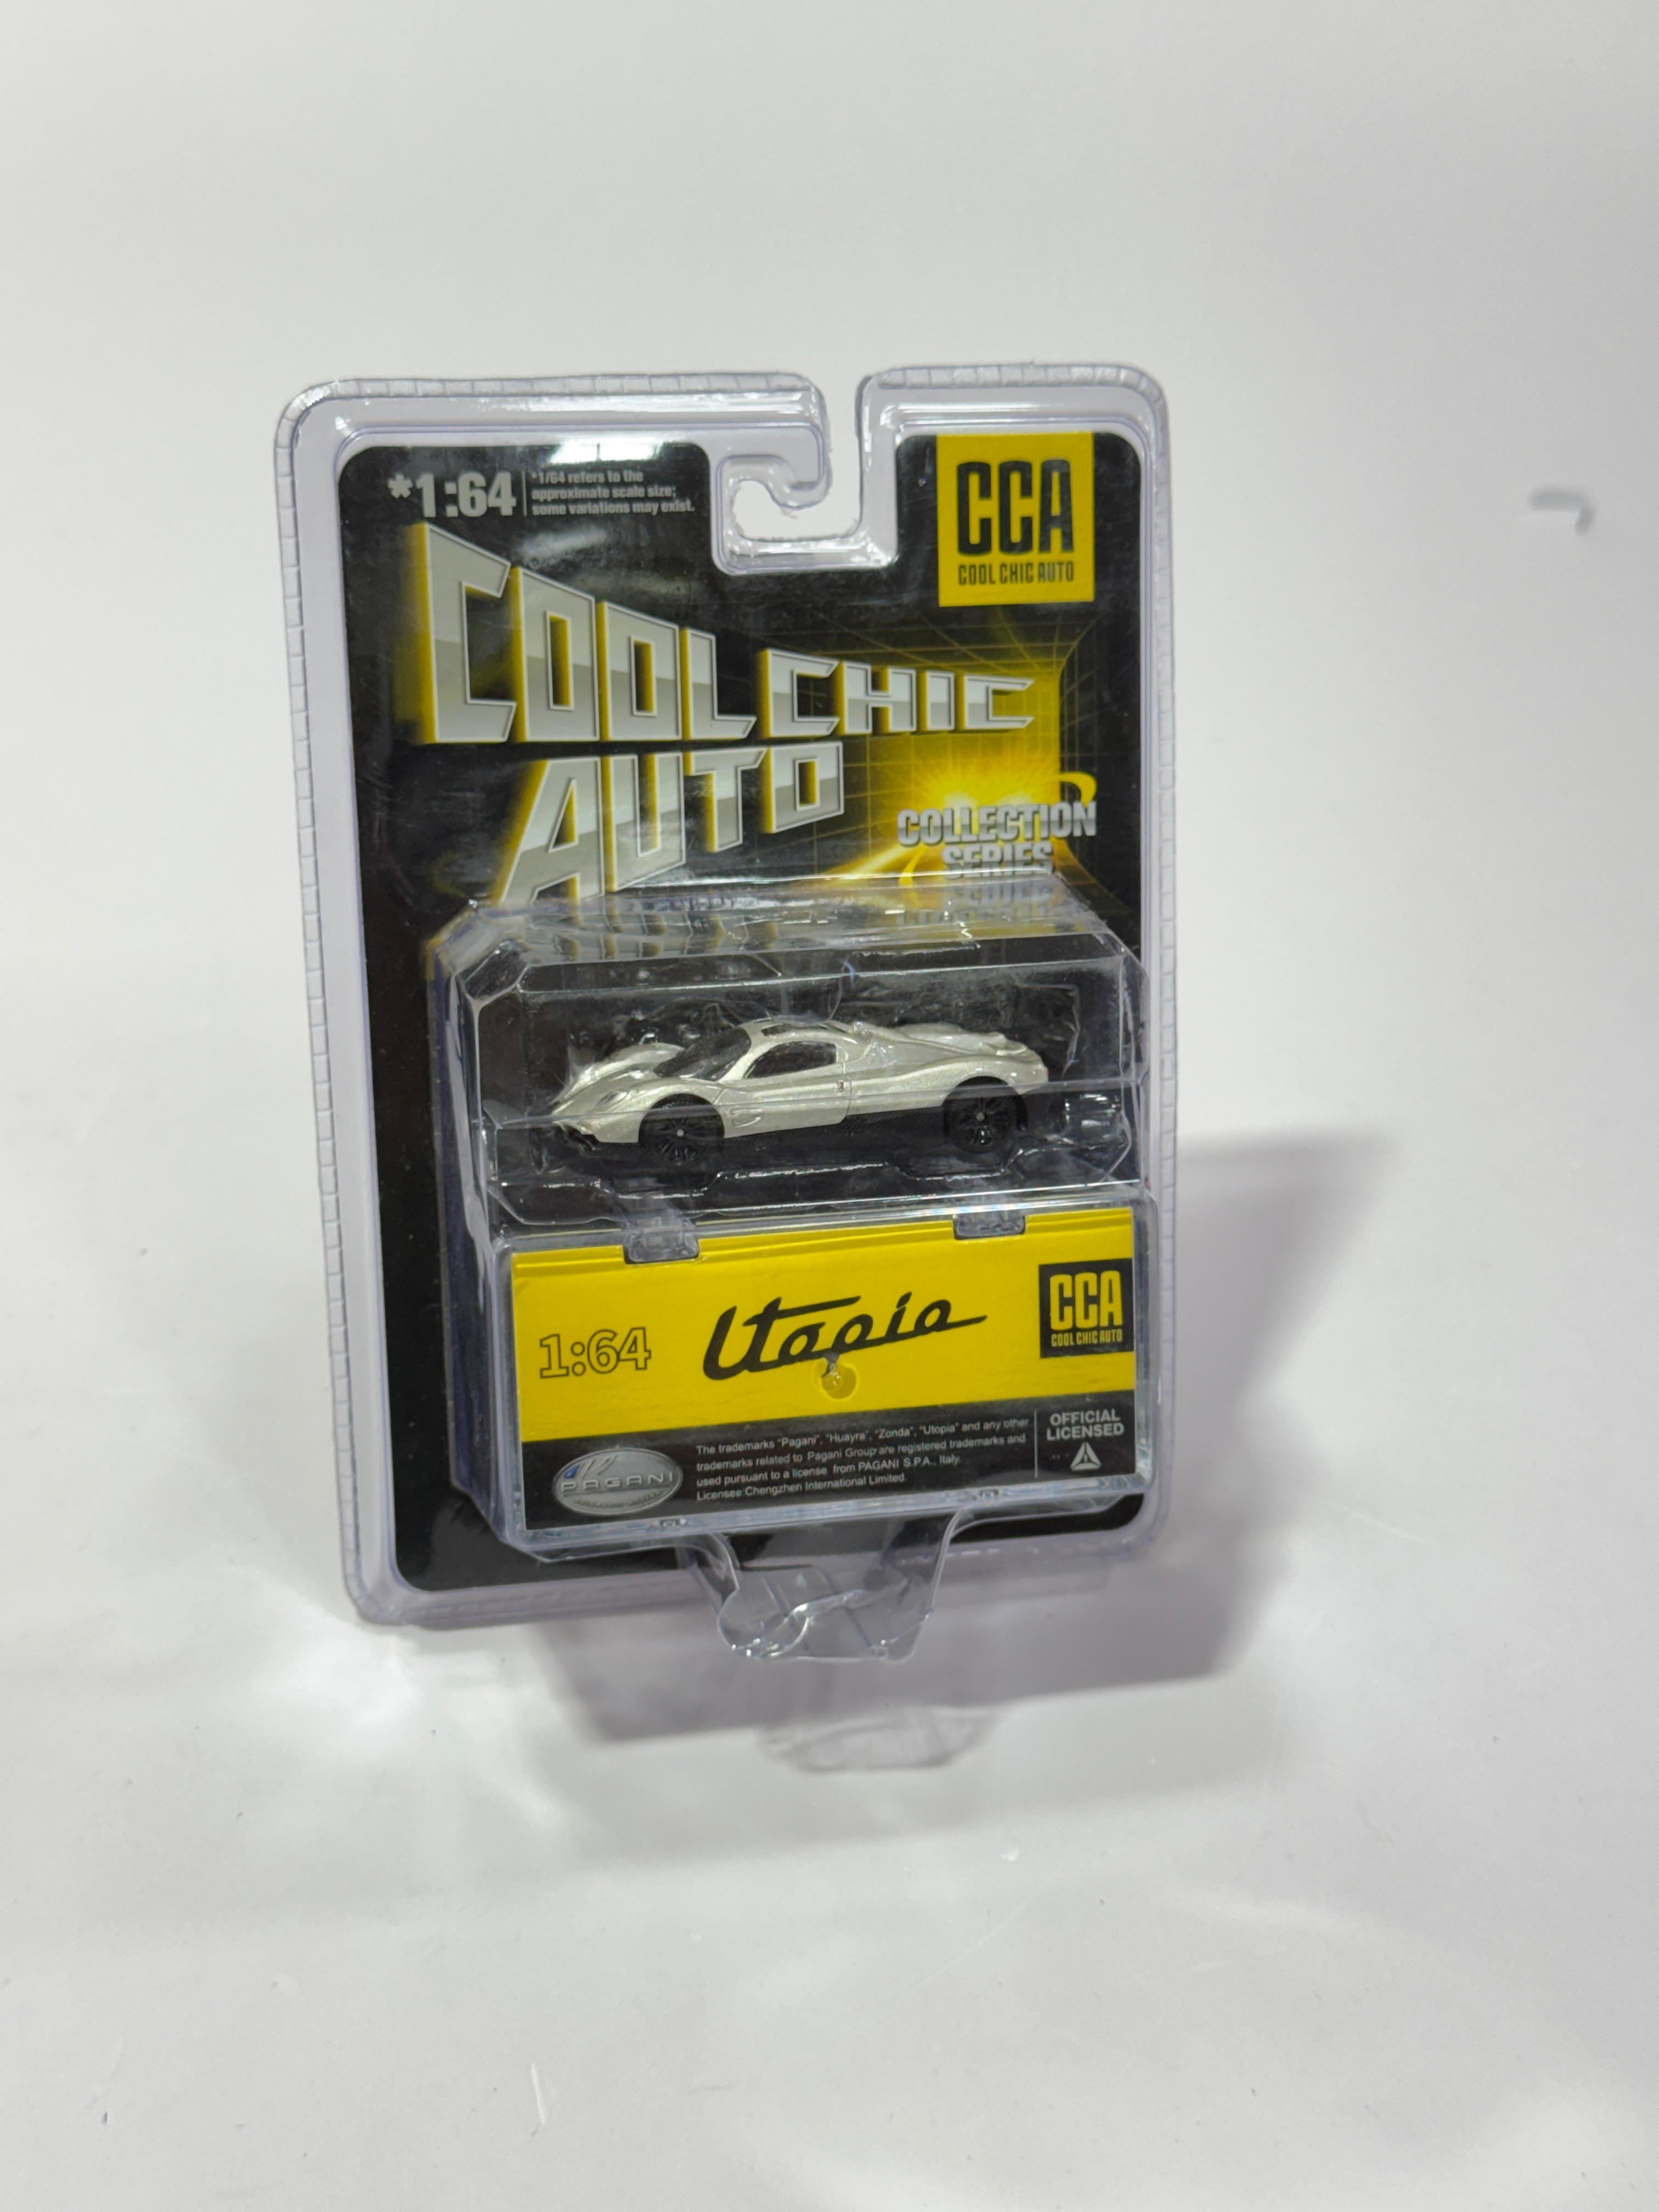 *1:64
*1/64 refers to the
approximate scale size;
some variations may exist.
CCA
COOL CHIC AUTO
COOL CHIC
AUTO
COLLECTION
SERIES
1:64
Utopia
CCA
COOL CHIC AUTO
PAGANI
The trademarks "Pagani", "Huayra", "Zonda", "Utopia" and any other
trademarks related to Pagani Group are registered trademarks and
used pursuant to a license from PAGANI S.P.A., Italy.
Licensee:Chengzhen International Limited.
OFFICIAL
LICENSED